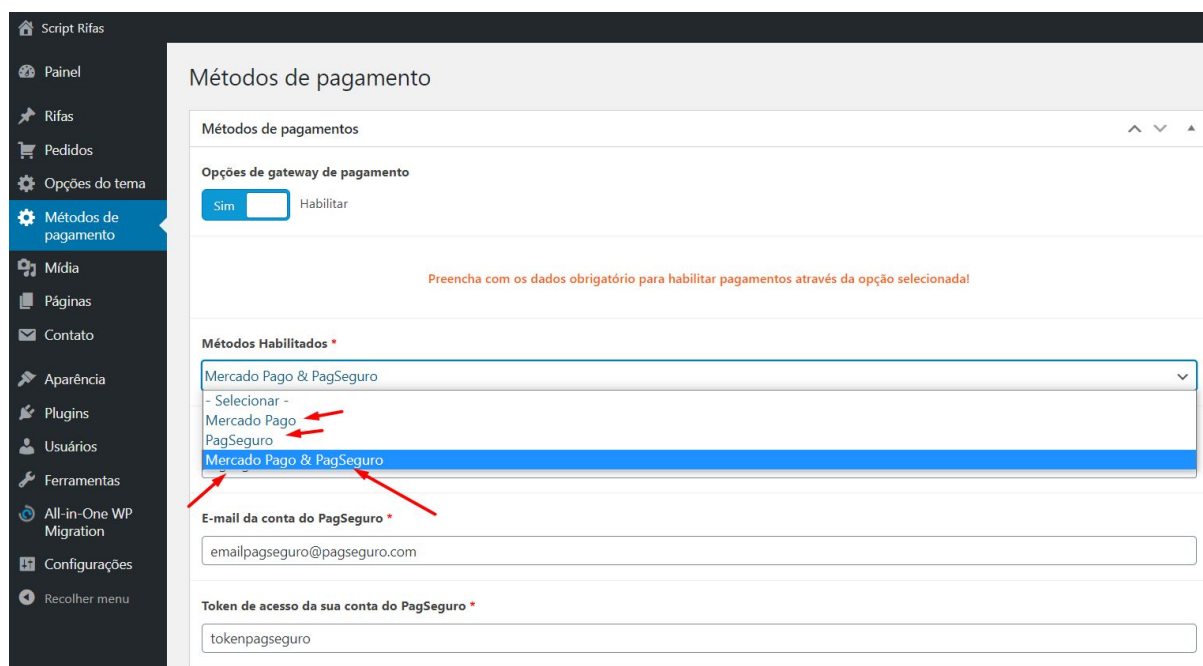 Script Rifas
Painel
Rifas
Pedidos
Opções do tema
Métodos de
pagamento
Mídia
Páginas
Contato
Aparência
Plugins
Usuários
Ferramentas
All-in-One WP
Migration
Configurações
Recolher menu
Métodos de pagamento
Métodos de pagamentos
Opções de gateway de pagamento
Sim
Habilitar
Preencha com os dados obrigatório para habilitar pagamentos através da opção selecionada!
Métodos Habilitados *
Mercado Pago & PagSeguro
- Selecionar -
Mercado Pago
PagSeguro
Mercado Pago & PagSeguro
E-mail da conta do PagSeguro *
emailpagseguro@pagseguro.com
Token de acesso da sua conta do PagSeguro *
tokenpagseguro